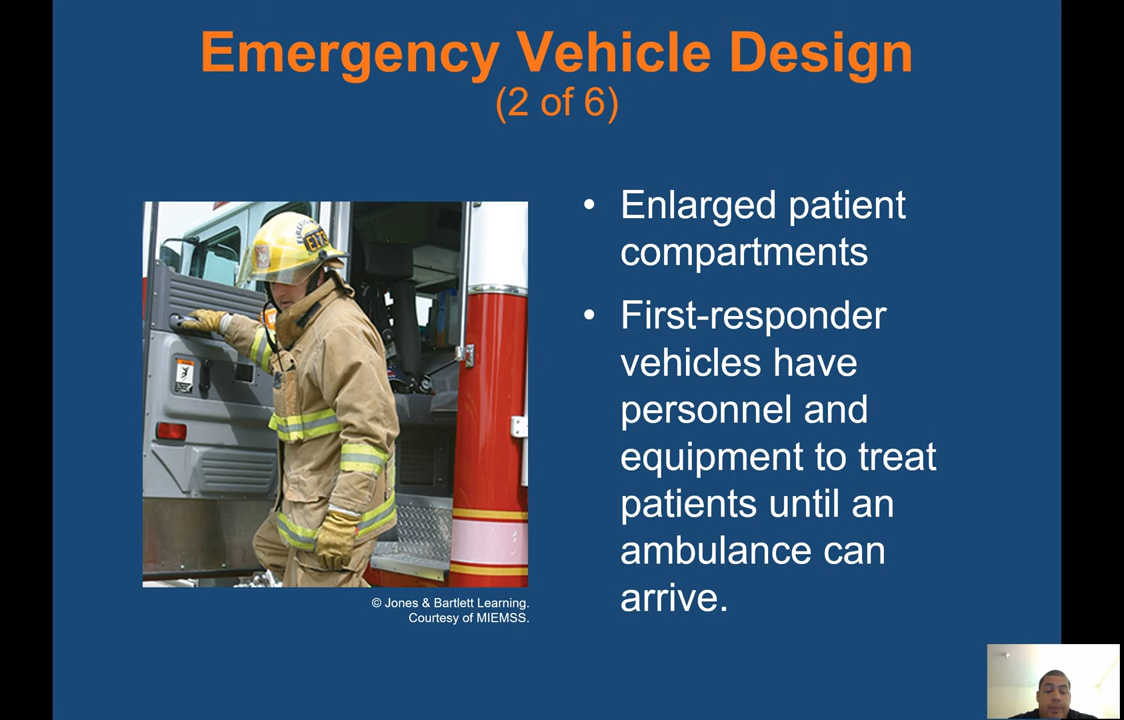 Emergency Vehicle Design
(2 of 6)
• Enlarged patient
compartments
• First-responder
vehicles have
personnel and
equipment to treat
patients until an
ambulance can
arrive.
© Jones & Bartlett Learning.
Courtesy of MIEMSS.